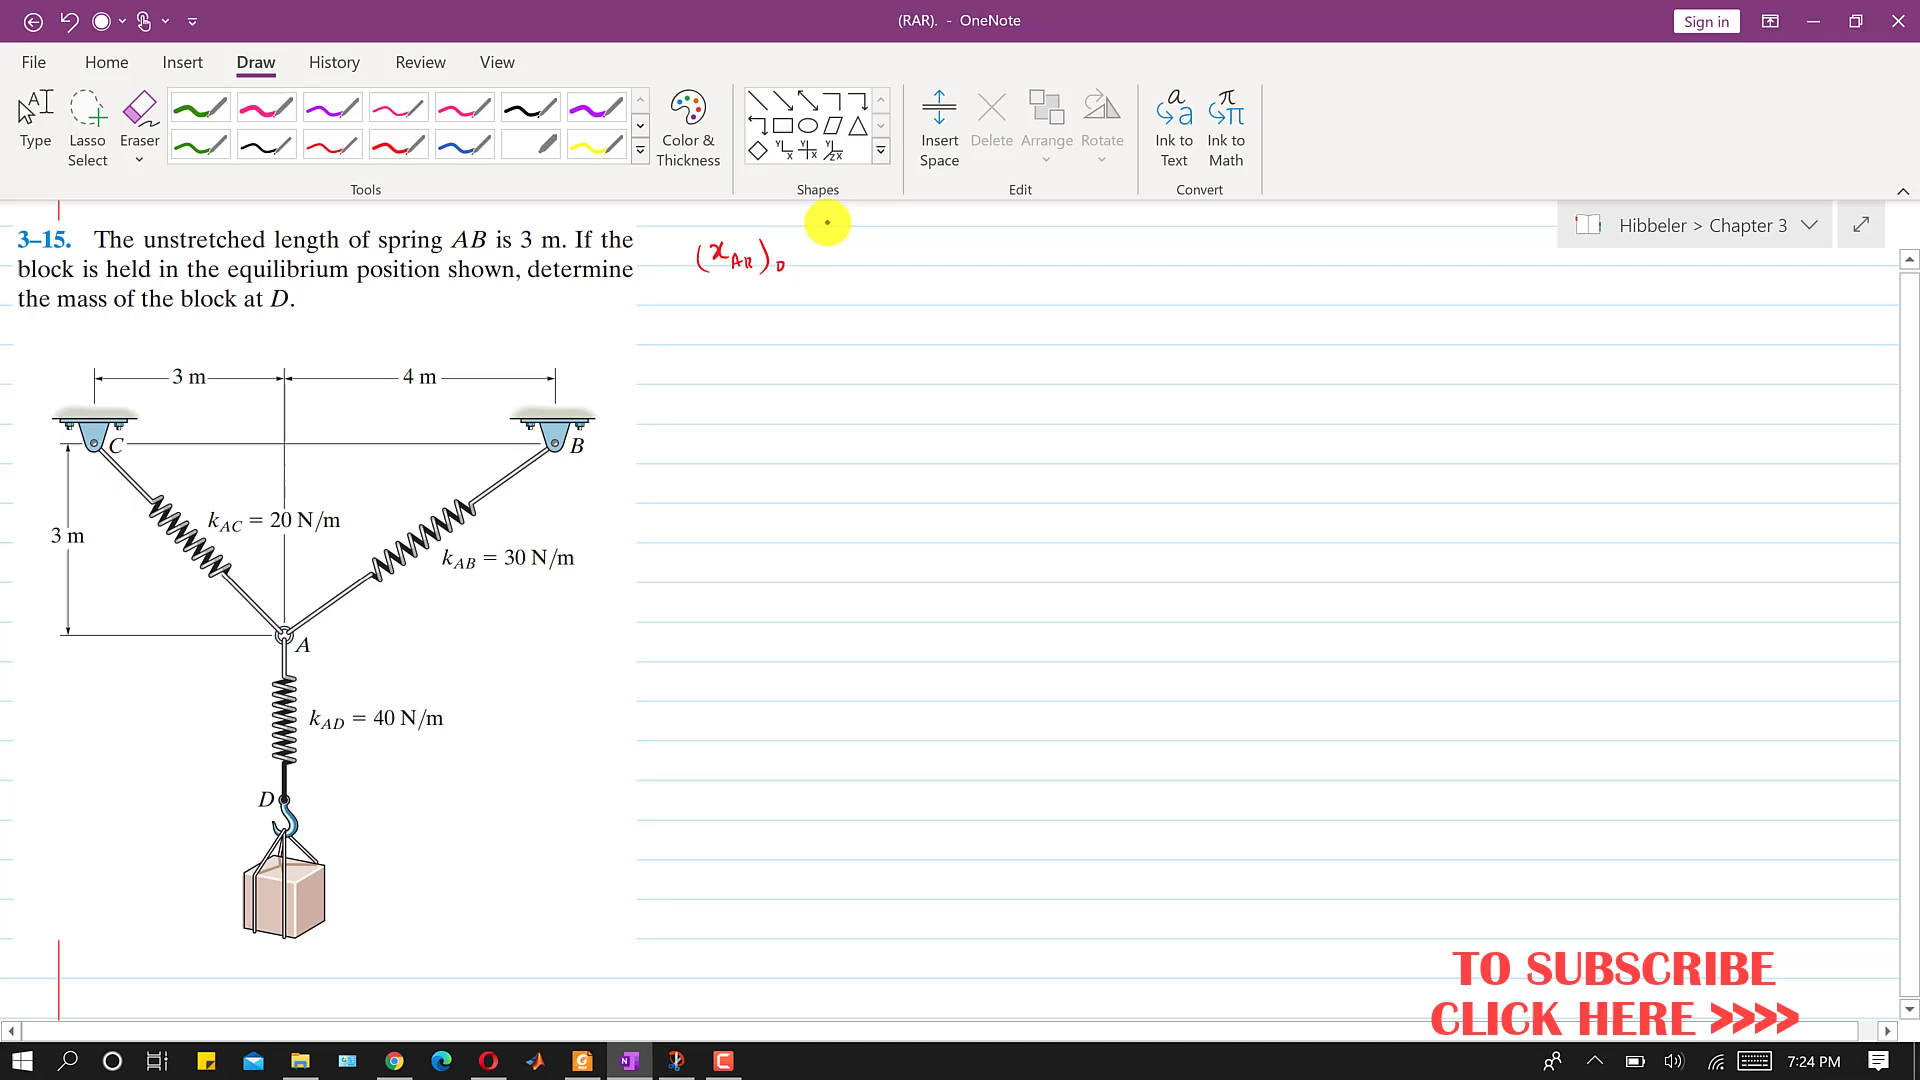 (RAR). - OneNote
Sign in
File Home Insert Draw History Review View
Type
Lasso Select
Eraser
Color & Thickness
Insert Space
Delete
Arrange
Rotate
Ink to Text
Ink to Math
Tools
Shapes
Edit
Convert
Hibbeler > Chapter 3
3–15. The unstretched length of spring AB is 3 m. If the
block is held in the equilibrium position shown, determine
the mass of the block at D.
3 m
4 m
C
B
k_AC = 20 N/m
3 m
k_AB = 30 N/m
A
k_AD = 40 N/m
D
TO SUBSCRIBE
CLICK HERE >>>>
7:24 PM